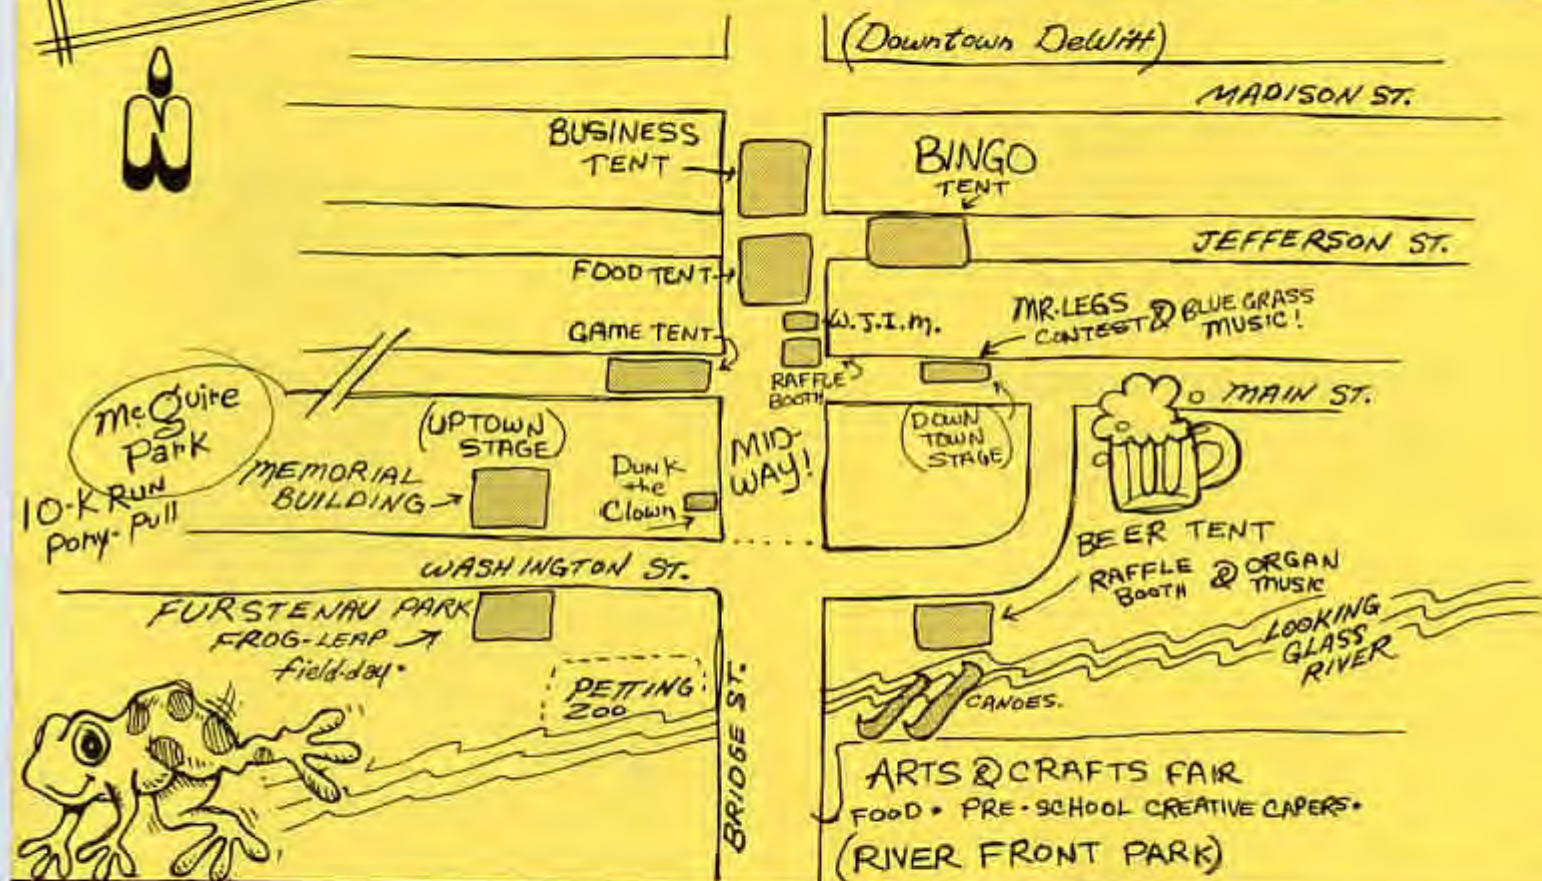 (Downtown DeWitt)
MADISON ST.
N
BUSINESS
TENT
BINGO
TENT
JEFFERSON ST.
FOOD TENT
W.J.I.M.
MR. LEGS
CONTEST &
BLUE GRASS
MUSIC!
GAME TENT
RAFFLE
BOOTH
MAIN ST.
McGuire
Park
10-K RUN
Pony-Pull
(UPTOWN
STAGE)
MEMORIAL
BUILDING
DUNK
the
Clown
MID-
WAY!
(DOWN
TOWN
STAGE)
BEER TENT
RAFFLE
BOOTH
& ORGAN
MUSIC
WASHINGTON ST.
FURSTENAU PARK
FROG-LEAP
field-day.
PETTING
ZOO
BRIDGE ST.
LOOKING
GLASS
RIVER
CANOES.
ARTS & CRAFTS FAIR
FOOD • PRE-SCHOOL CREATIVE CAPERS.
(RIVER FRONT PARK)